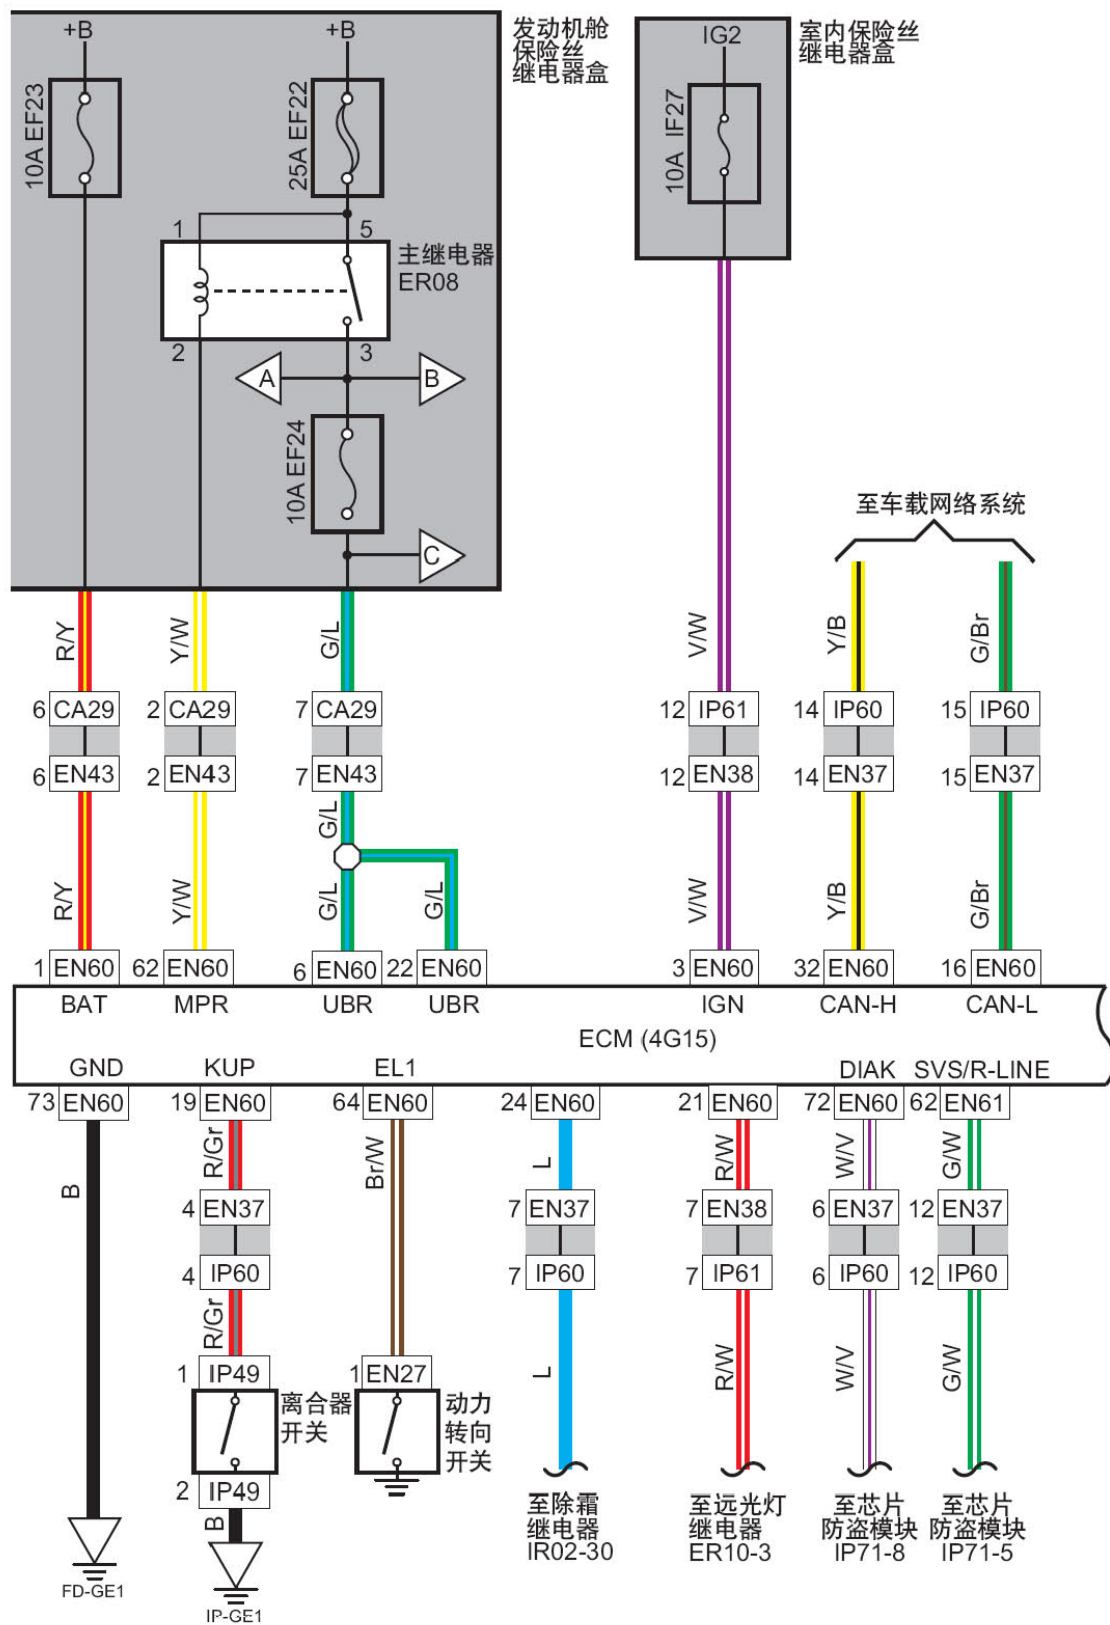 +B
+B
发动机舱
保险丝
继电器盒
IG2
室内保险丝
继电器盒
10A EF23
25A EF22
10A IF27
1
5
主继电器
ER08
2
3
A
B
10A EF24
C
至车载网络系统
R/Y
Y/W
G/L
V/W
Y/B
G/Br
6 CA29
2 CA29
7 CA29
12 IP61
14 IP60
15 IP60
6 EN43
2 EN43
7 EN43
12 EN38
14 EN37
15 EN37
G/L
R/Y
Y/W
G/L
G/L
V/W
Y/B
G/Br
1 EN60
62 EN60
6 EN60
22 EN60
3 EN60
32 EN60
16 EN60
BAT
MPR
UBR
UBR
IGN
CAN-H
CAN-L
ECM (4G15)
GND
KUP
EL1
DIAK
SVS/R-LINE
73 EN60
19 EN60
64 EN60
24 EN60
21 EN60
72 EN60
62 EN61
B
R/Gr
Br/W
L
R/W
W/V
G/W
4 EN37
7 EN37
7 EN38
6 EN37
12 EN37
4 IP60
7 IP60
7 IP61
6 IP60
12 IP60
R/Gr
L
R/W
W/V
G/W
1 IP49
1 EN27
离合器
开关
动力
转向
开关
2 IP49
B
至除霜
继电器
IR02-30
至远光灯
继电器
ER10-3
至芯片
防盗模块
IP71-8
至芯片
防盗模块
IP71-5
FD-GE1
IP-GE1